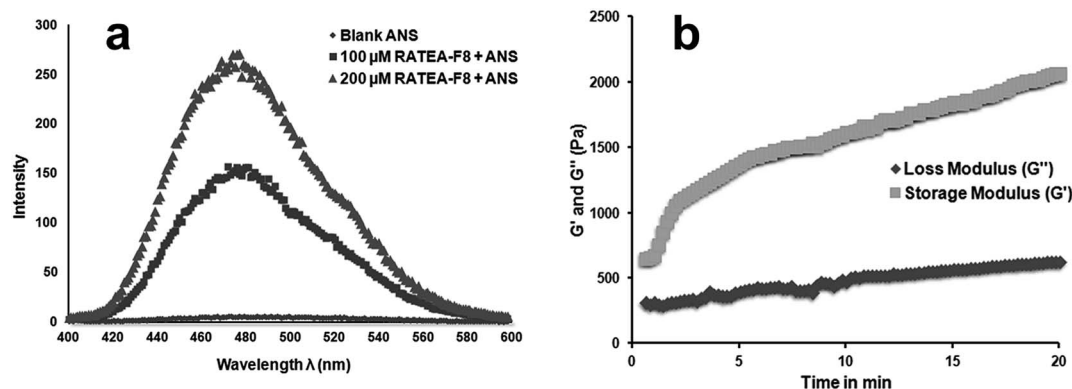 a
300
250
200
150
100
50
0
Intensity
400 420 440 460 480 500 520 540 560 580 600
Wavelength λ (nm)
Blank ANS
100 µM RATEA-F8 + ANS
200 µM RATEA-F8 + ANS
b
2500
2000
1500
1000
500
0
G' and G'' (Pa)
0 5 10 15 20
Time in min
Loss Modulus (G'')
Storage Modulus (G')